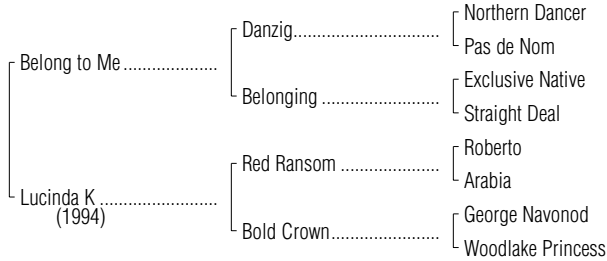 Northern Dancer
Danzig
Pas de Nom
Belong to Me
Exclusive Native
Belonging
Straight Deal
Roberto
Red Ransom
Arabia
Lucinda K
(1994)
George Navonod
Bold Crown
Woodlake Princess